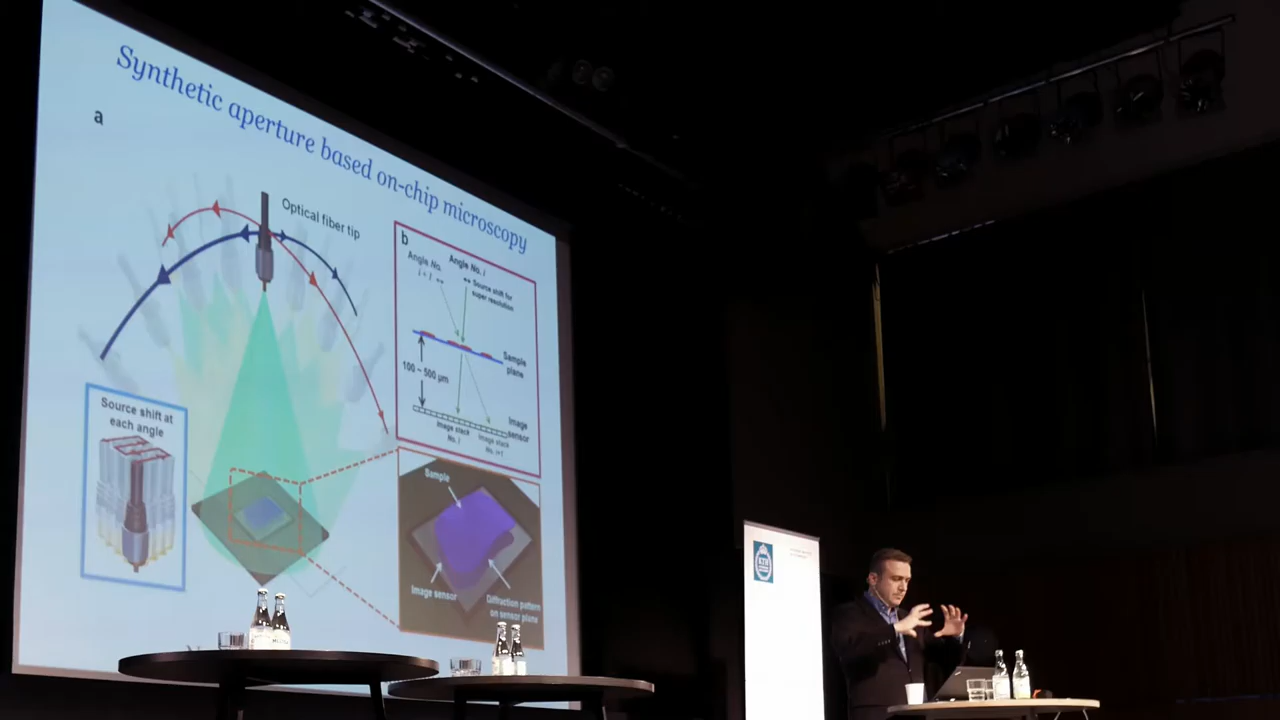 Synthetic aperture based on-chip microscopy
a
Optical fiber tip
b
Angle No.
i + 1
Angle No. i
Source shift for
super resolution
Sample
plane
100 ~ 500 μm
Image
sensor
Image stack
No. i
Image stack
No. i+1
Source shift at
each angle
Sample
Image sensor
Diffraction pattern
on sensor plane
KTH